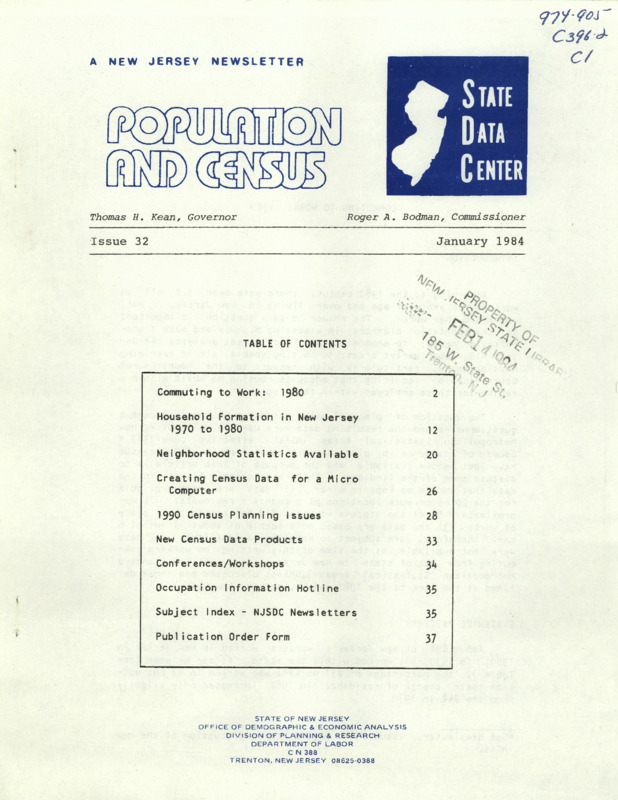 974.905
C396.2
C1
A NEW JERSEY NEWSLETTER
POPULATION
AND CENSUS
STATE
DATA
CENTER
Thomas H. Kean, Governor Roger A. Bodman, Commissioner
Issue 32 January 1984
PROPERTY OF
NEW JERSEY STATE LIBRARY
FEB 14 1984
185 W. State St.
Trenton, N.J.
TABLE OF CONTENTS
Commuting to Work: 1980 2
Household Formation in New Jersey
1970 to 1980 12
Neighborhood Statistics Available 20
Creating Census Data for a Micro
Computer 26
1990 Census Planning Issues 28
New Census Data Products 33
Conferences/Workshops 34
Occupation Information Hotline 35
Subject Index - NJSDC Newsletters 35
Publication Order Form 37
STATE OF NEW JERSEY
OFFICE OF DEMOGRAPHIC & ECONOMIC ANALYSIS
DIVISION OF PLANNING & RESEARCH
DEPARTMENT OF LABOR
C N 388
TRENTON, NEW JERSEY 08625-0388